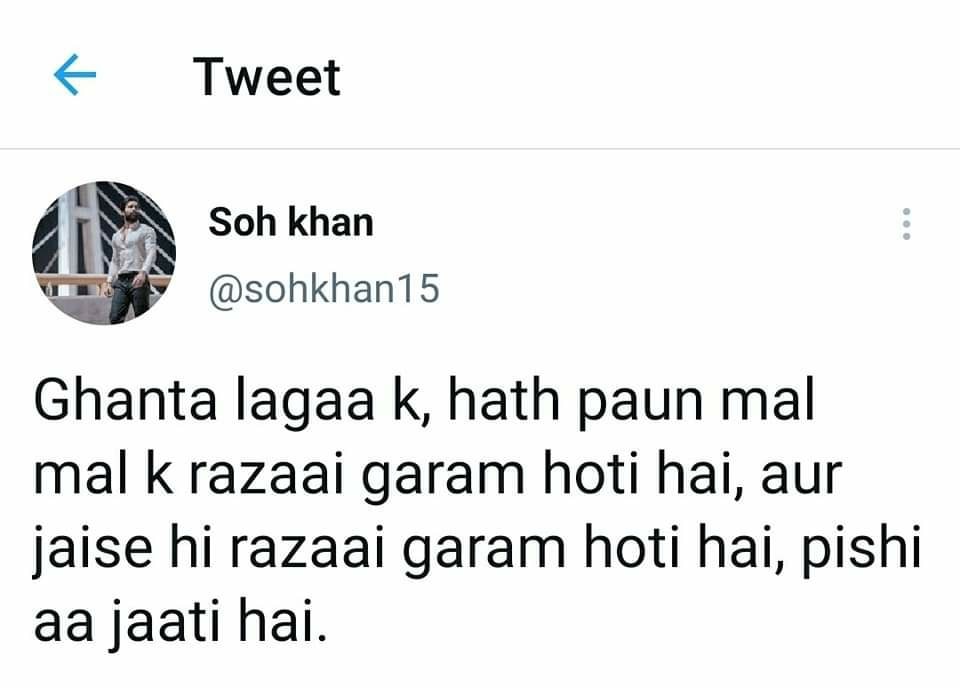 Tweet
Soh khan
@sohkhan15
Ghanta lagaa k, hath paun mal
mal k razaai garam hoti hai, aur
jaise hi razaai garam hoti hai, pishi
aa jaati hai.